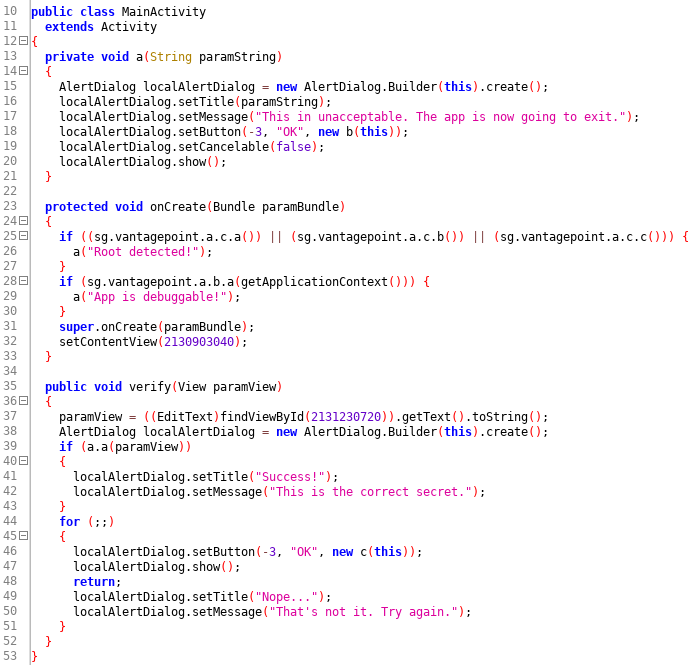 10 public class MainActivity
11   extends Activity
12 {
13   private void a(String paramString)
14   {
15     AlertDialog localAlertDialog = new AlertDialog.Builder(this).create();
16     localAlertDialog.setTitle(paramString);
17     localAlertDialog.setMessage("This in unacceptable. The app is now going to exit.");
18     localAlertDialog.setButton(-3, "OK", new b(this));
19     localAlertDialog.setCancelable(false);
20     localAlertDialog.show();
21   }
22
23   protected void onCreate(Bundle paramBundle)
24   {
25     if ((sg.vantagepoint.a.c.a()) || (sg.vantagepoint.a.c.b()) || (sg.vantagepoint.a.c.c())) {
26       a("Root detected!");
27     }
28     if (sg.vantagepoint.a.b.a(getApplicationContext())) {
29       a("App is debuggable!");
30     }
31     super.onCreate(paramBundle);
32     setContentView(2130903040);
33   }
34
35   public void verify(View paramView)
36   {
37     paramView = ((EditText)findViewById(2131230720)).getText().toString();
38     AlertDialog localAlertDialog = new AlertDialog.Builder(this).create();
39     if (a.a(paramView))
40     {
41       localAlertDialog.setTitle("Success!");
42       localAlertDialog.setMessage("This is the correct secret.");
43     }
44     for (;;)
45     {
46       localAlertDialog.setButton(-3, "OK", new c(this));
47       localAlertDialog.show();
48       return;
49       localAlertDialog.setTitle("Nope...");
50       localAlertDialog.setMessage("That's not it. Try again.");
51     }
52   }
53 }